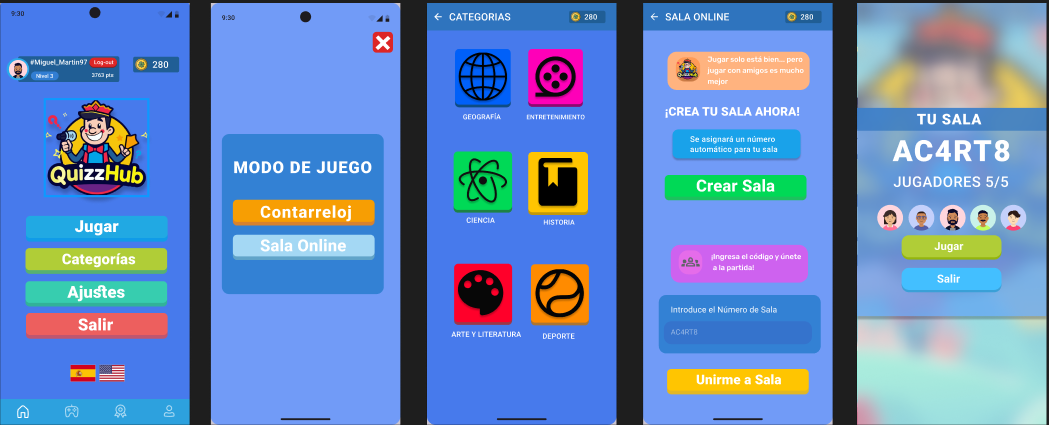 9:30
#Miguel_Martin97
Log-out
Nivel 3
3763 pts
280
QuizzHub
Jugar
Categorías
Ajustes
Salir
9:30
MODO DE JUEGO
Contarreloj
Sala Online
CATEGORIAS
280
GEOGRAFÍA
ENTRETENIMIENTO
CIENCIA
HISTORIA
ARTE Y LITERATURA
DEPORTE
SALA ONLINE
280
QuizzHub
Jugar solo está bien... pero
jugar con amigos es mucho
mejor
¡CREA TU SALA AHORA!
Se asignará un número
automático para tu sala
Crear Sala
¡Ingresa el código y únete
a la partida!
Introduce el Número de Sala
AC4RT8
Unirme a Sala
TU SALA
AC4RT8
JUGADORES 5/5
Jugar
Salir